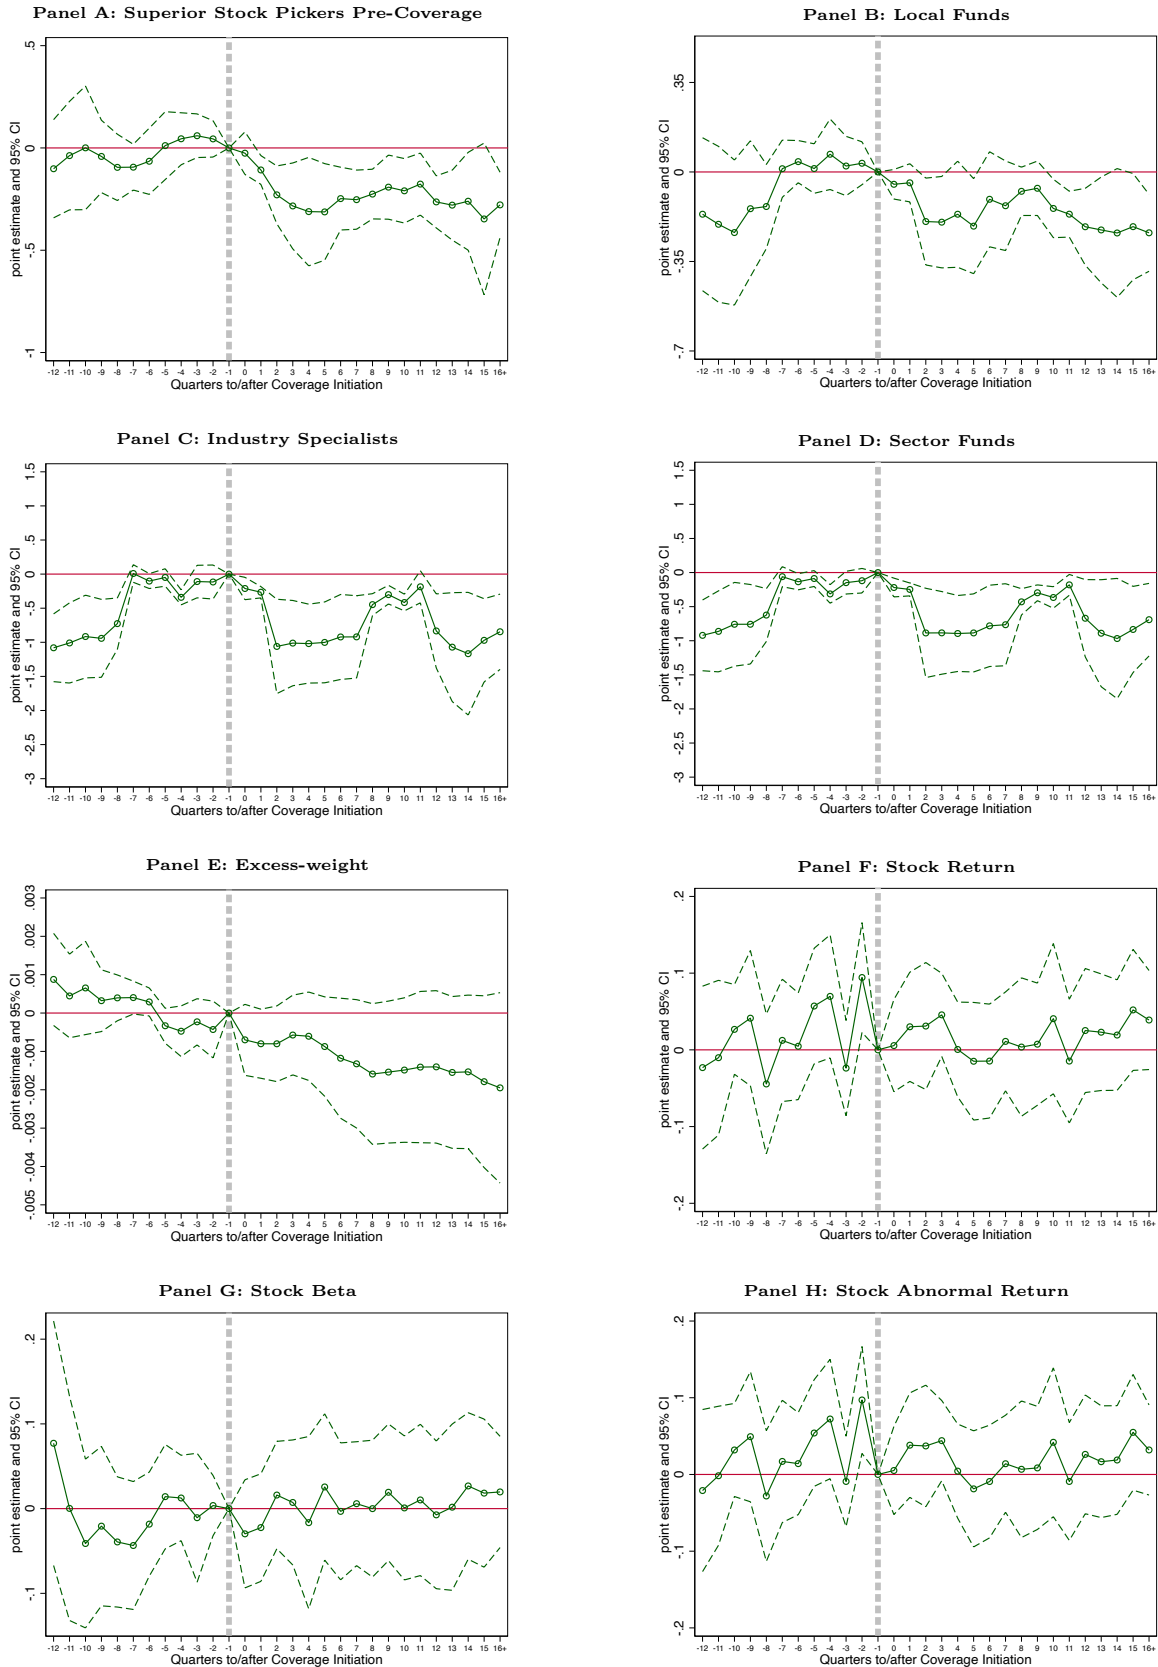 Panel A: Superior Stock Pickers Pre-Coverage
point estimate and 95% CI
.5
0
-.5
-1
-12 -11 -10 -9 -8 -7 -6 -5 -4 -3 -2 -1 0 1 2 3 4 5 6 7 8 9 10 11 12 13 14 15 16+
Quarters to/after Coverage Initiation
Panel B: Local Funds
point estimate and 95% CI
.35
0
-.35
-.7
-12 -11 -10 -9 -8 -7 -6 -5 -4 -3 -2 -1 0 1 2 3 4 5 6 7 8 9 10 11 12 13 14 15 16+
Quarters to/after Coverage Initiation
Panel C: Industry Specialists
point estimate and 95% CI
1.5
1
.5
0
-.5
-1
-1.5
-2
-2.5
-3
-12 -11 -10 -9 -8 -7 -6 -5 -4 -3 -2 -1 0 1 2 3 4 5 6 7 8 9 10 11 12 13 14 15 16+
Quarters to/after Coverage Initiation
Panel D: Sector Funds
point estimate and 95% CI
1.5
1
.5
0
-.5
-1
-1.5
-2
-2.5
-3
-12 -11 -10 -9 -8 -7 -6 -5 -4 -3 -2 -1 0 1 2 3 4 5 6 7 8 9 10 11 12 13 14 15 16+
Quarters to/after Coverage Initiation
Panel E: Excess-weight
point estimate and 95% CI
.003
.002
.001
0
-.001
-.002
-.003
-.004
-.005
-12 -11 -10 -9 -8 -7 -6 -5 -4 -3 -2 -1 0 1 2 3 4 5 6 7 8 9 10 11 12 13 14 15 16+
Quarters to/after Coverage Initiation
Panel F: Stock Return
point estimate and 95% CI
.2
.1
0
-.1
-.2
-12 -11 -10 -9 -8 -7 -6 -5 -4 -3 -2 -1 0 1 2 3 4 5 6 7 8 9 10 11 12 13 14 15 16+
Quarters to/after Coverage Initiation
Panel G: Stock Beta
point estimate and 95% CI
.2
.1
0
-.1
-12 -11 -10 -9 -8 -7 -6 -5 -4 -3 -2 -1 0 1 2 3 4 5 6 7 8 9 10 11 12 13 14 15 16+
Quarters to/after Coverage Initiation
Panel H: Stock Abnormal Return
point estimate and 95% CI
.2
.1
0
-.1
-.2
-12 -11 -10 -9 -8 -7 -6 -5 -4 -3 -2 -1 0 1 2 3 4 5 6 7 8 9 10 11 12 13 14 15 16+
Quarters to/after Coverage Initiation